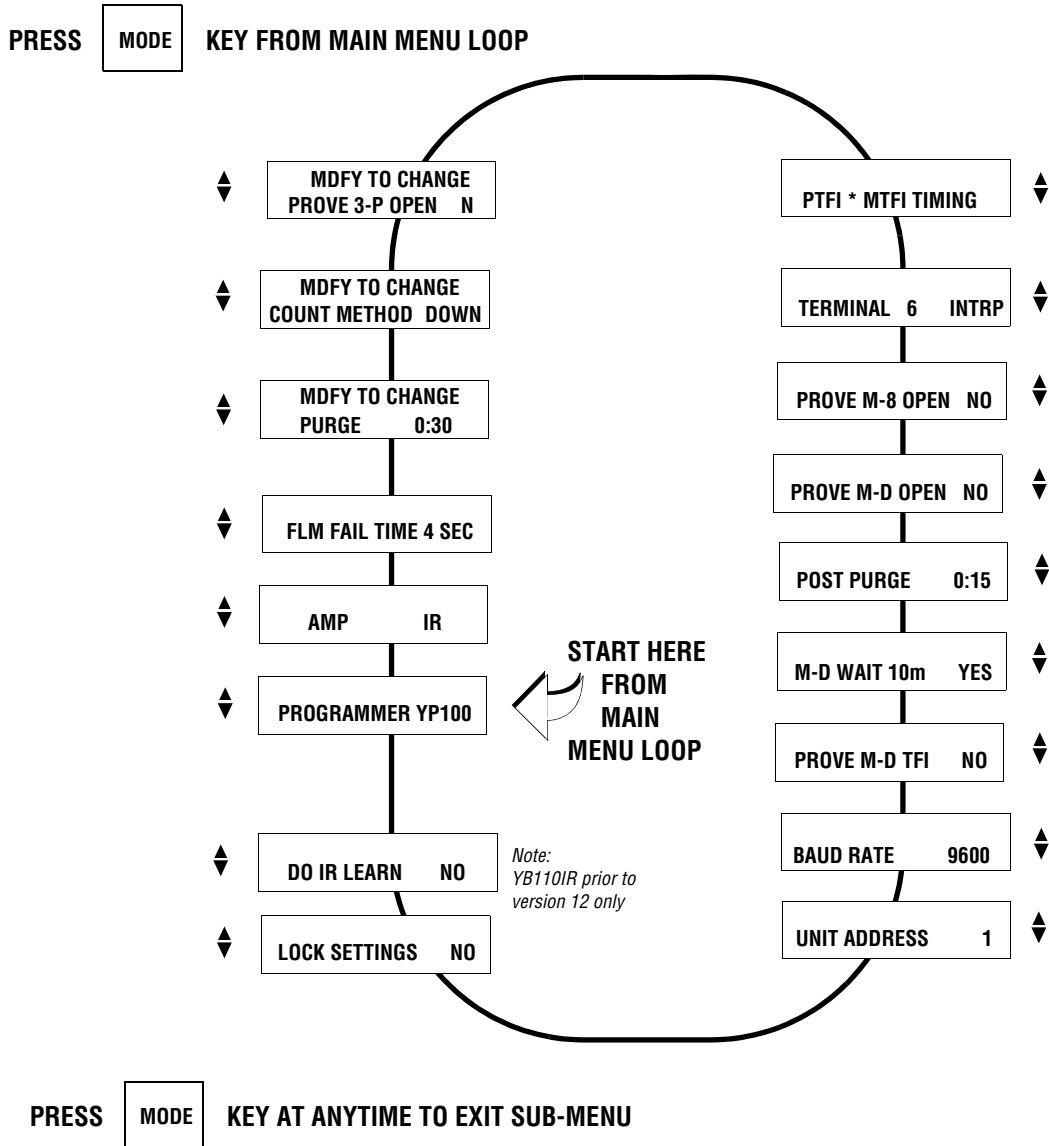 PRESS MODE KEY FROM MAIN MENU LOOP
MDFY TO CHANGE
PROVE 3-P OPEN N
MDFY TO CHANGE
COUNT METHOD DOWN
MDFY TO CHANGE
PURGE 0:30
FLM FAIL TIME 4 SEC
AMP IR
PROGRAMMER YP100
START HERE
FROM
MAIN
MENU LOOP
DO IR LEARN NO
Note:
YB110IR prior to
version 12 only
LOCK SETTINGS NO
PTFI * MTFI TIMING
TERMINAL 6 INTRP
PROVE M-8 OPEN NO
PROVE M-D OPEN NO
POST PURGE 0:15
M-D WAIT 10m YES
PROVE M-D TFI NO
BAUD RATE 9600
UNIT ADDRESS 1
PRESS MODE KEY AT ANYTIME TO EXIT SUB-MENU